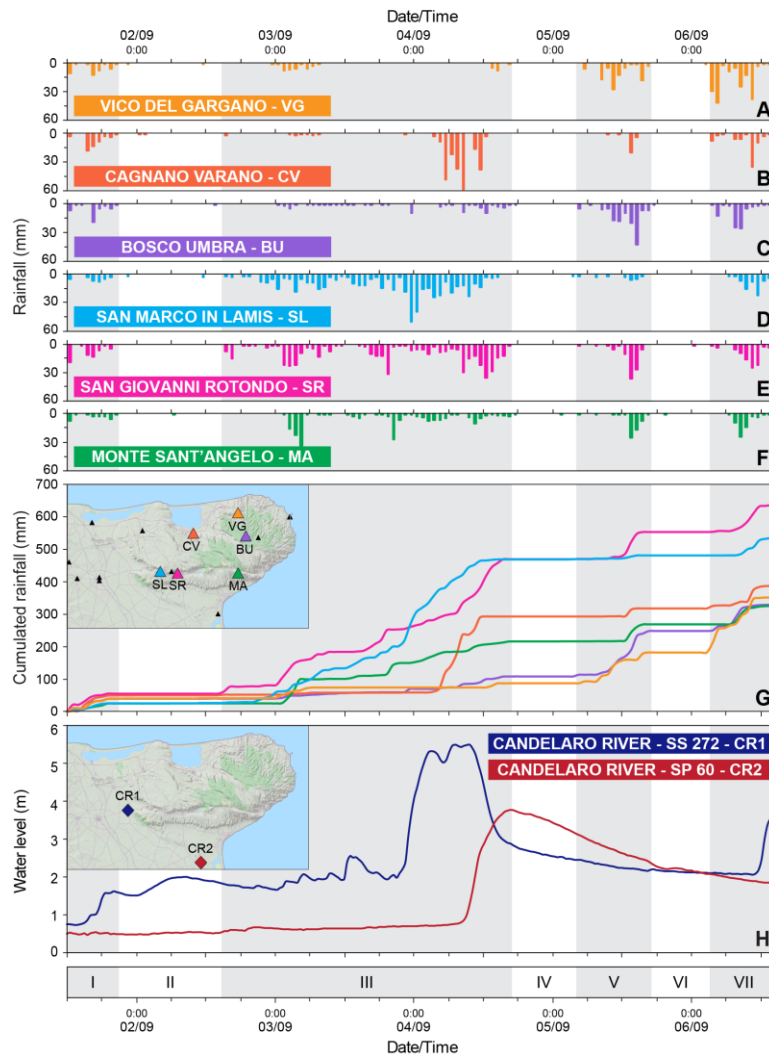 Date/Time
02/09 03/09 04/09 05/09 06/09
0:00 0:00 0:00 0:00 0:00
Rainfall (mm)
0
30
60
VICO DEL GARGANO - VG
A
0
30
60
CAGNANO VARANO - CV
B
0
30
60
BOSCO UMBRA - BU
C
0
30
60
SAN MARCO IN LAMIS - SL
D
0
30
60
SAN GIOVANNI ROTONDO - SR
E
0
30
60
MONTE SANT'ANGELO - MA
F
Cumulated rainfall (mm)
700
600
500
400
300
200
100
0
VG
CV
BU
SL
SR
MA
G
Water level (m)
6
5
4
3
2
1
0
CR1
CR2
CANDELARO RIVER - SS 272 - CR1
CANDELARO RIVER - SP 60 - CR2
H
I II III IV V VI VII
0:00 0:00 0:00 0:00 0:00
02/09 03/09 04/09 05/09 06/09
Date/Time